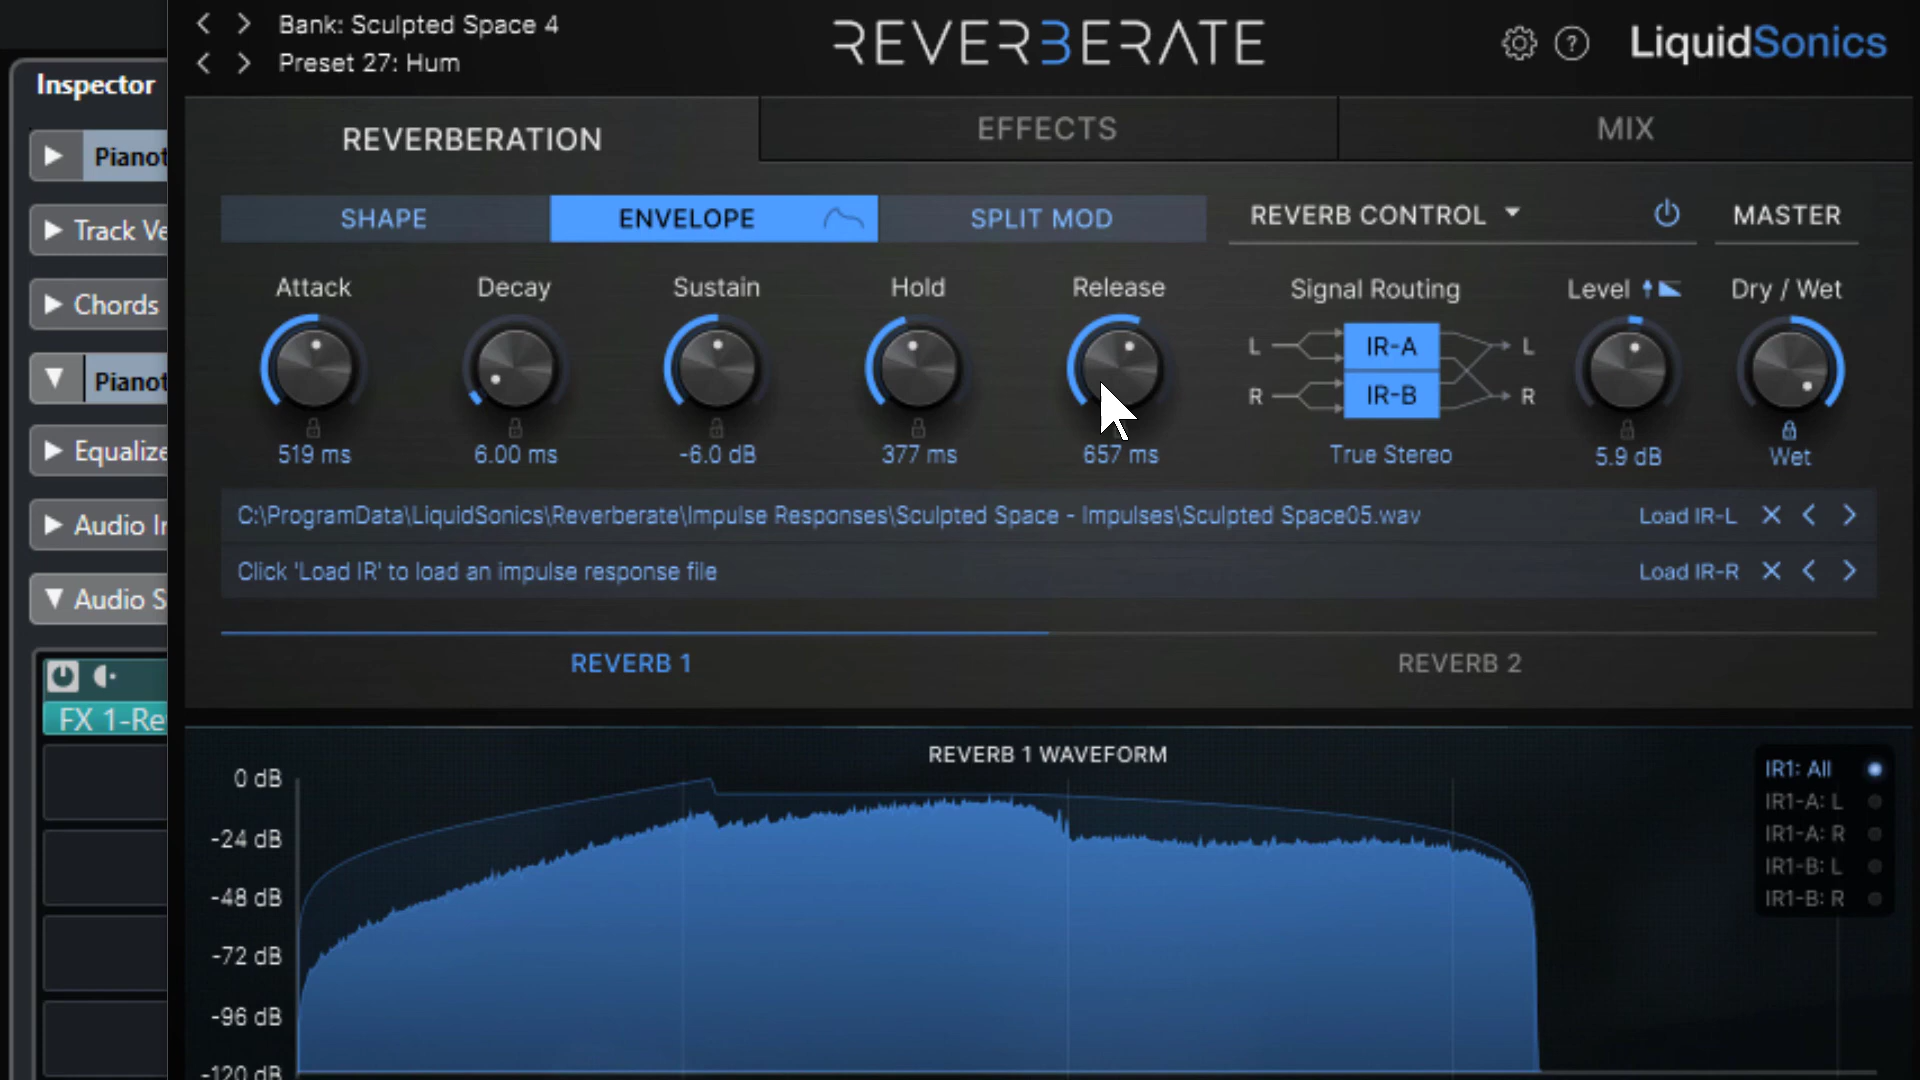 Bank: Sculpted Space 4
Preset 27: Hum
REVERBERATE
LiquidSonics
Inspector
Pianot
Track Ve
Chords
Pianot
Equalize
Audio In
Audio S
FX 1-Re
REVERBERATION
EFFECTS
MIX
SHAPE
ENVELOPE
SPLIT MOD
REVERB CONTROL
MASTER
Attack
Decay
Sustain
Hold
Release
Signal Routing
Level
Dry / Wet
L
IR-A
L
R
IR-B
R
519 ms
6.00 ms
-6.0 dB
377 ms
657 ms
True Stereo
5.9 dB
Wet
C:\ProgramData\LiquidSonics\Reverberate\Impulse Responses\Sculpted Space - Impulses\Sculpted Space05.wav
Load IR-L
Click 'Load IR' to load an impulse response file
Load IR-R
REVERB 1
REVERB 2
REVERB 1 WAVEFORM
0 dB
-24 dB
-48 dB
-72 dB
-96 dB
-120 dB
IR1: All
IR1-A: L
IR1-A: R
IR1-B: L
IR1-B: R